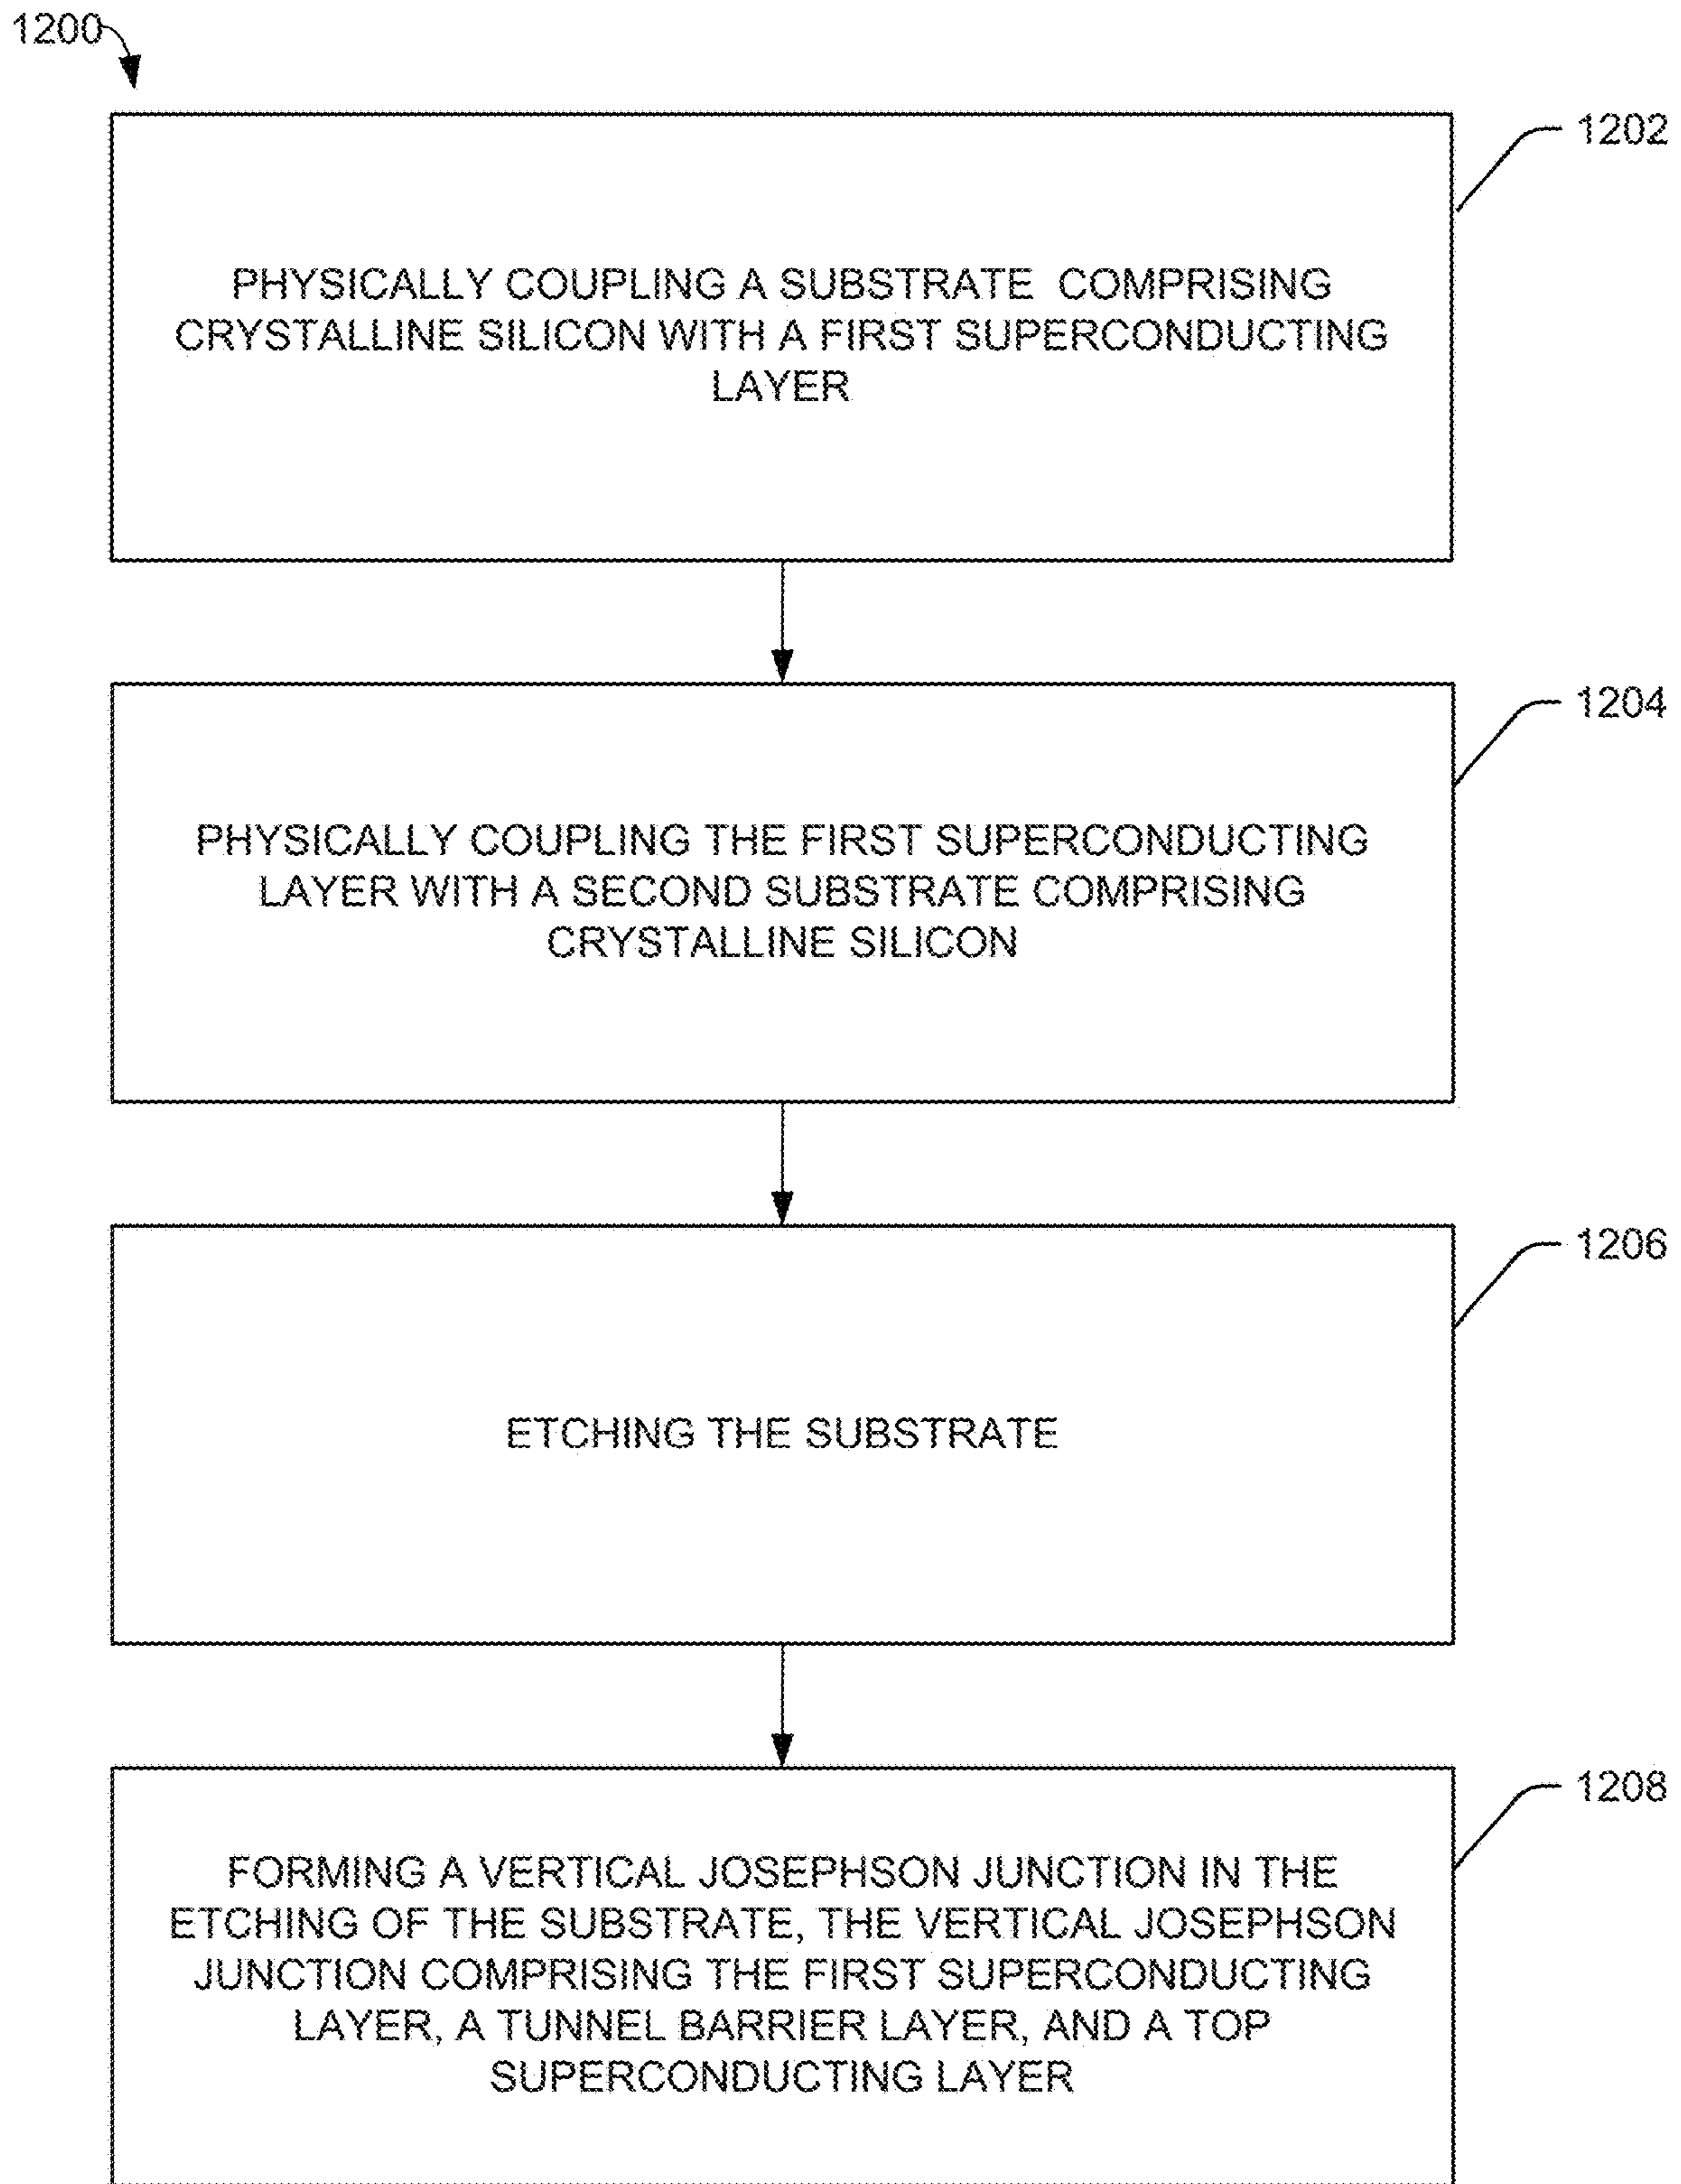 1200
1202
PHYSICALLY COUPLING A SUBSTRATE COMPRISING
CRYSTALLINE SILICON WITH A FIRST SUPERCONDUCTING
LAYER
1204
PHYSICALLY COUPLING THE FIRST SUPERCONDUCTING
LAYER WITH A SECOND SUBSTRATE COMPRISING
CRYSTALLINE SILICON
1206
ETCHING THE SUBSTRATE
1208
FORMING A VERTICAL JOSEPHSON JUNCTION IN THE
ETCHING OF THE SUBSTRATE, THE VERTICAL JOSEPHSON
JUNCTION COMPRISING THE FIRST SUPERCONDUCTING
LAYER, A TUNNEL BARRIER LAYER, AND A TOP
SUPERCONDUCTING LAYER